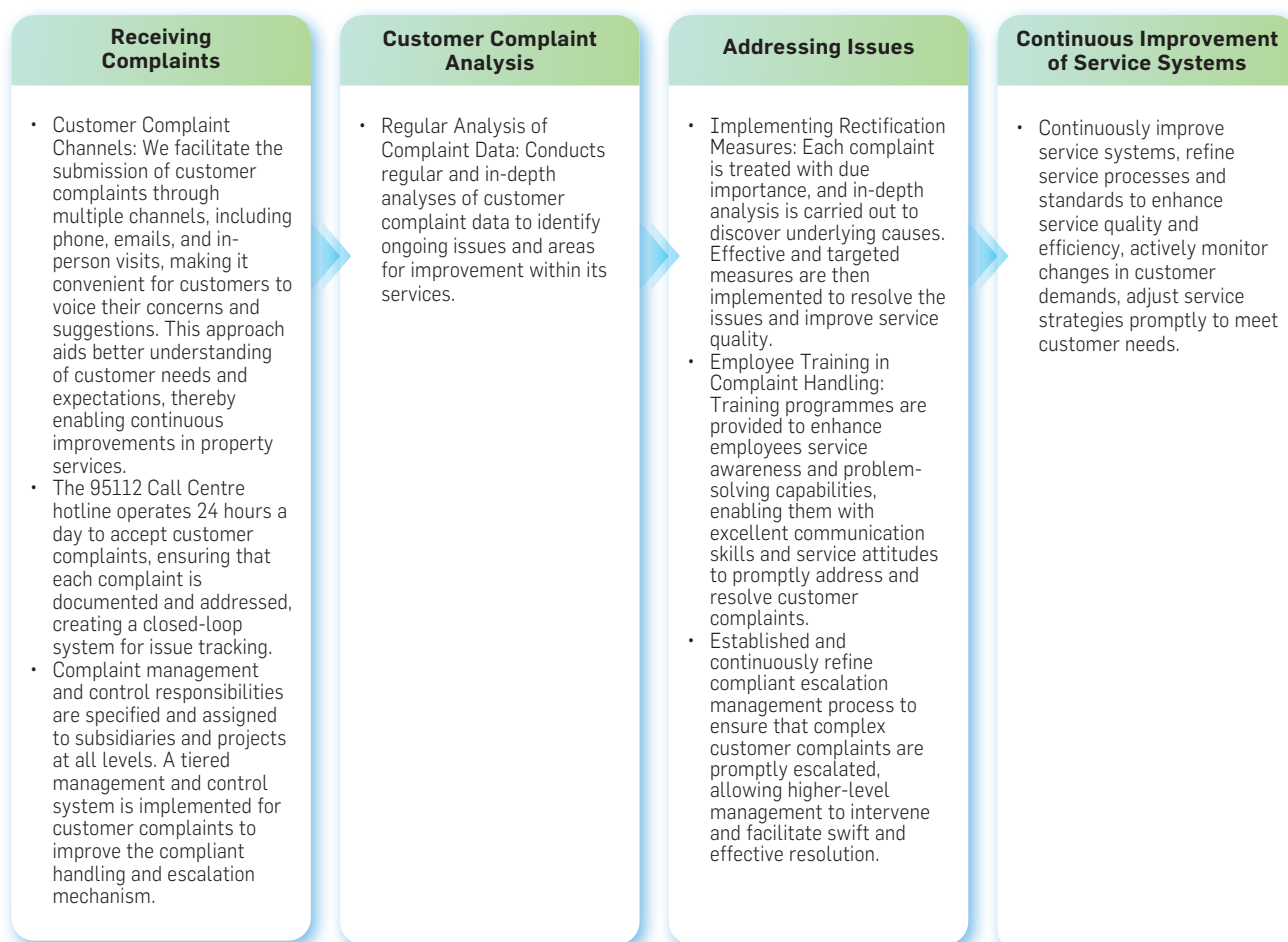 Receiving
Complaints
• Customer Complaint
Channels: We facilitate the
submission of customer
complaints through
multiple channels, including
phone, emails, and in-
person visits, making it
convenient for customers to
voice their concerns and
suggestions. This approach
aids better understanding
of customer needs and
expectations, thereby
enabling continuous
improvements in property
services.
• The 95112 Call Centre
hotline operates 24 hours a
day to accept customer
complaints, ensuring that
each complaint is
documented and addressed,
creating a closed-loop
system for issue tracking.
• Complaint management
and control responsibilities
are specified and assigned
to subsidiaries and projects
at all levels. A tiered
management and control
system is implemented for
customer complaints to
improve the compliant
handling and escalation
mechanism.
Customer Complaint
Analysis
• Regular Analysis of
Complaint Data: Conducts
regular and in-depth
analyses of customer
complaint data to identify
ongoing issues and areas
for improvement within its
services.
Addressing Issues
• Implementing Rectification
Measures: Each complaint
is treated with due
importance, and in-depth
analysis is carried out to
discover underlying causes.
Effective and targeted
measures are then
implemented to resolve the
issues and improve service
quality.
• Employee Training in
Complaint Handling:
Training programmes are
provided to enhance
employees service
awareness and problem-
solving capabilities,
enabling them with
excellent communication
skills and service attitudes
to promptly address and
resolve customer
complaints.
• Established and
continuously refine
compliant escalation
management process to
ensure that complex
customer complaints are
promptly escalated,
allowing higher-level
management to intervene
and facilitate swift and
effective resolution.
Continuous Improvement
of Service Systems
• Continuously improve
service systems, refine
service processes and
standards to enhance
service quality and
efficiency, actively monitor
changes in customer
demands, adjust service
strategies promptly to meet
customer needs.